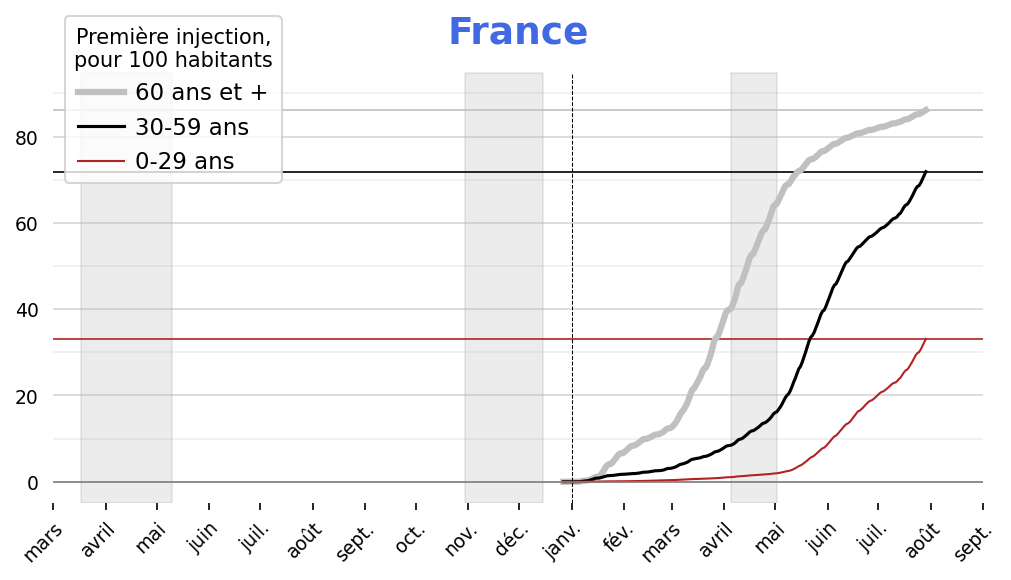 France
Première injection,
pour 100 habitants
60 ans et +
30-59 ans
0-29 ans
80
60
40
20
0
mars avril mai juin juil. août sept. oct. nov. déc. janv. fév. mars avril mai juin juil. août sept.